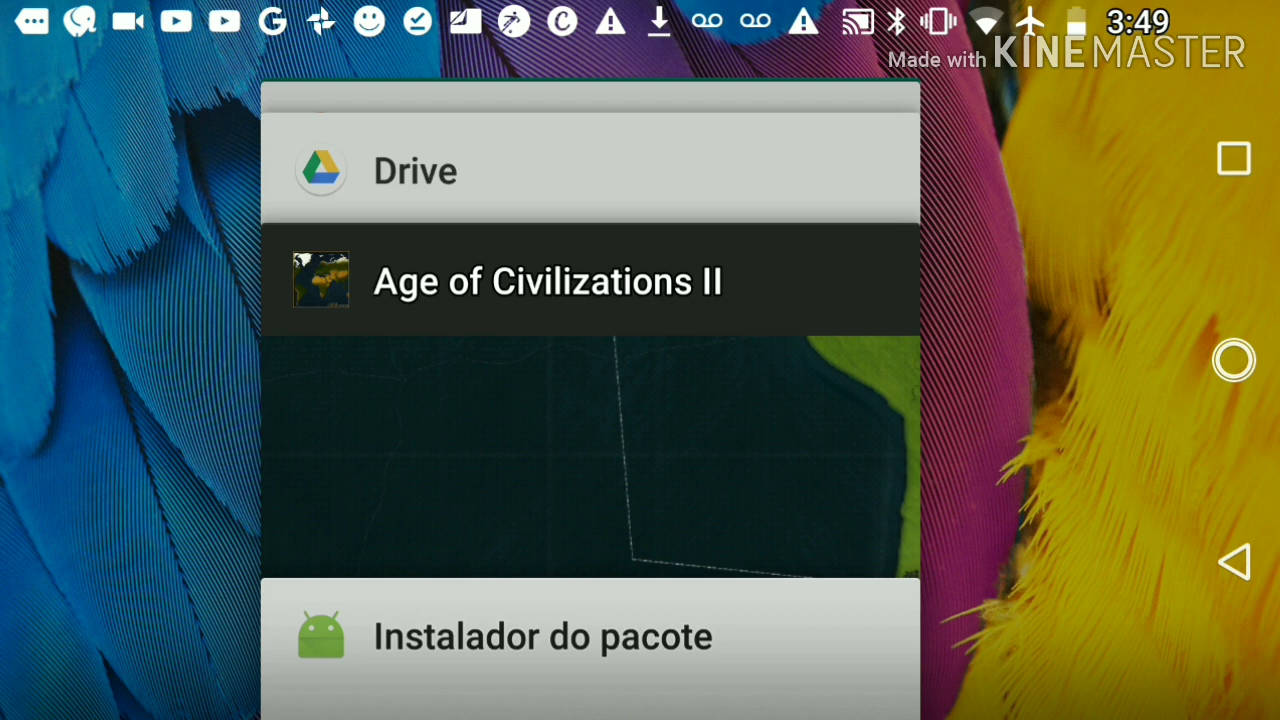 3:49
Made with KINEMASTER
Drive
Age of Civilizations II
Instalador do pacote